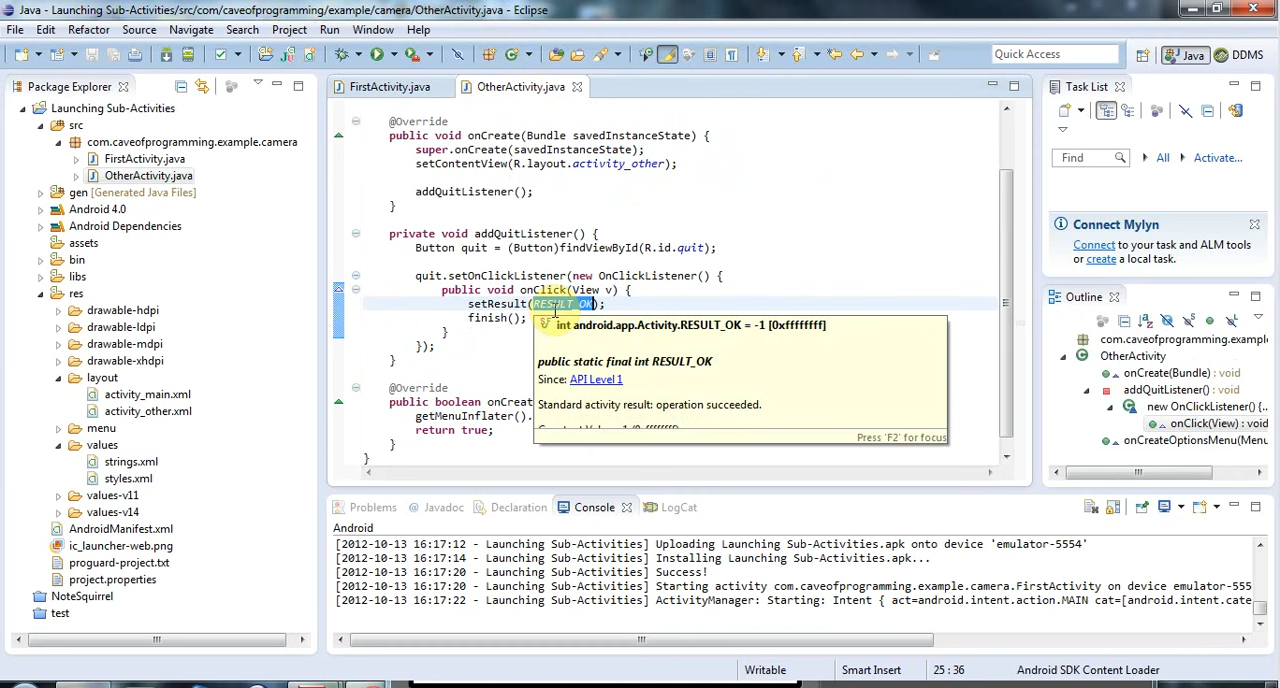 Java - Launching Sub-Activities/src/com/caveofprogramming/example/camera/OtherActivity.java - Eclipse
File Edit Refactor Source Navigate Search Project Run Window Help
Quick Access
Java
DDMS
Package Explorer
Launching Sub-Activities
src
com.caveofprogramming.example.camera
FirstActivity.java
OtherActivity.java
gen [Generated Java Files]
Android 4.0
Android Dependencies
assets
bin
libs
res
drawable-hdpi
drawable-ldpi
drawable-mdpi
drawable-xhdpi
layout
activity_main.xml
activity_other.xml
menu
values
strings.xml
styles.xml
values-v11
values-v14
AndroidManifest.xml
ic_launcher-web.png
proguard-project.txt
project.properties
NoteSquirrel
test
FirstActivity.java
OtherActivity.java
@Override
public void onCreate(Bundle savedInstanceState) {
super.onCreate(savedInstanceState);
setContentView(R.layout.activity_other);
addQuitListener();
}
private void addQuitListener() {
Button quit = (Button)findViewById(R.id.quit);
quit.setOnClickListener(new OnClickListener() {
public void onClick(View v) {
setResult(RESULT_OK);
finish();
}
});
}
@Override
public boolean onCreat
getMenuInflater().
return true;
}
}
int android.app.Activity.RESULT_OK = -1 [0xffffffff]
public static final int RESULT_OK
Since: API Level 1
Standard activity result: operation succeeded.
Press 'F2' for focus
Task List
Find
All
Activate...
Connect Mylyn
Connect to your task and ALM tools
or create a local task.
Outline
com.caveofprogramming.exampl
OtherActivity
onCreate(Bundle) : void
addQuitListener() : void
new OnClickListener() {...
onClick(View) : void
onCreateOptionsMenu(Menu
Problems
Javadoc
Declaration
Console
LogCat
Android
[2012-10-13 16:17:12 - Launching Sub-Activities] Uploading Launching Sub-Activities.apk onto device 'emulator-5554'
[2012-10-13 16:17:14 - Launching Sub-Activities] Installing Launching Sub-Activities.apk...
[2012-10-13 16:17:20 - Launching Sub-Activities] Success!
[2012-10-13 16:17:20 - Launching Sub-Activities] Starting activity com.caveofprogramming.example.camera.FirstActivity on device emulator-555
[2012-10-13 16:17:22 - Launching Sub-Activities] ActivityManager: Starting: Intent { act=android.intent.action.MAIN cat=[android.intent.cate
Writable
Smart Insert
25 : 36
Android SDK Content Loader